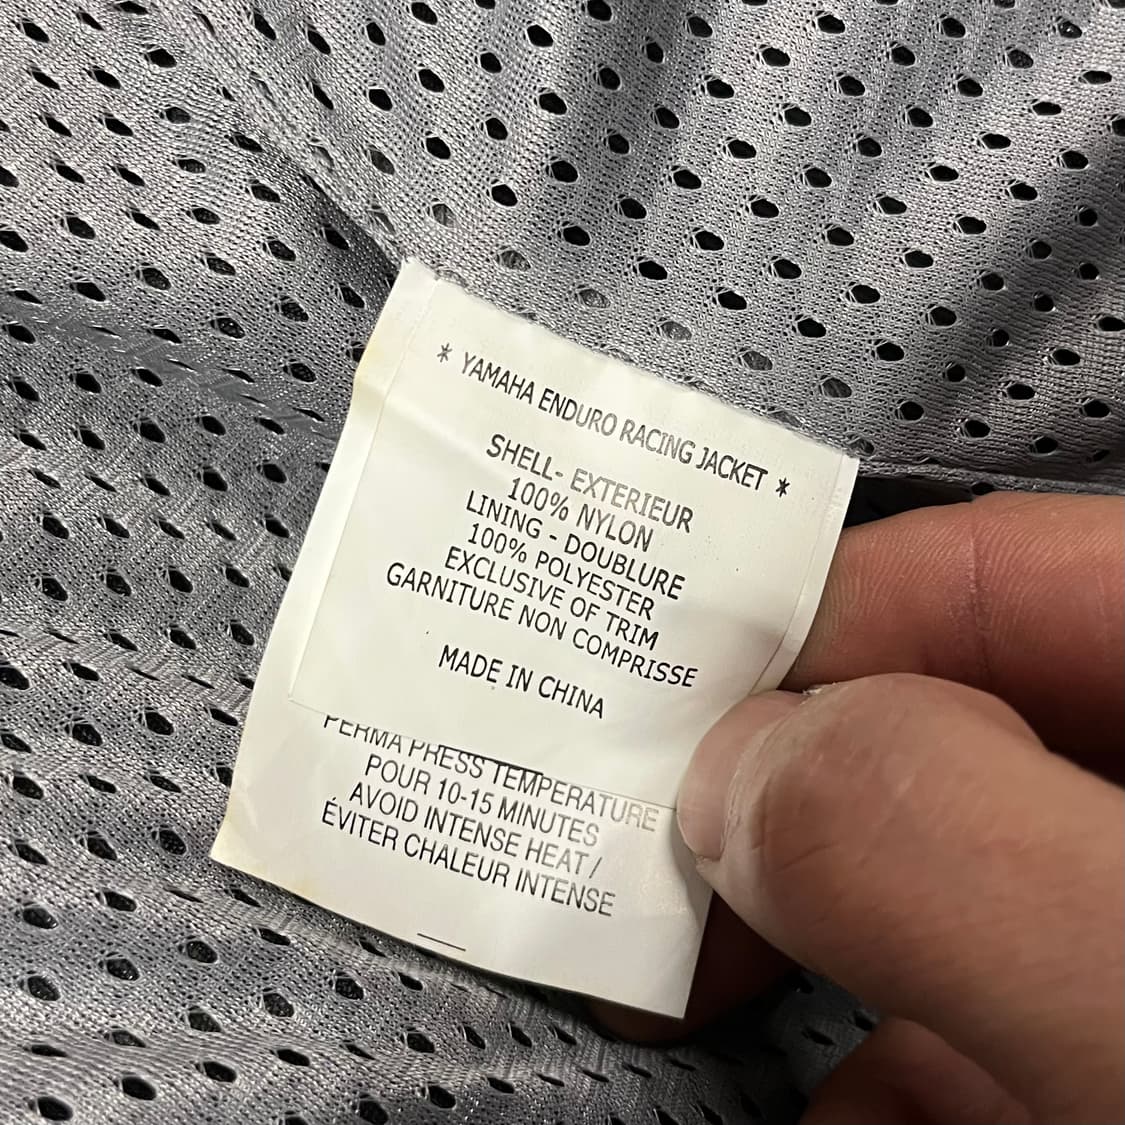 * YAMAHA ENDURO RACING JACKET *
SHELL- EXTERIEUR
100% NYLON
LINING - DOUBLURE
100% POLYESTER
EXCLUSIVE OF TRIM
GARNITURE NON COMPRISSE
MADE IN CHINA
PERMA PRESS TEMPERATURE
POUR 10-15 MINUTES
AVOID INTENSE HEAT /
ÉVITER CHALEUR INTENSE